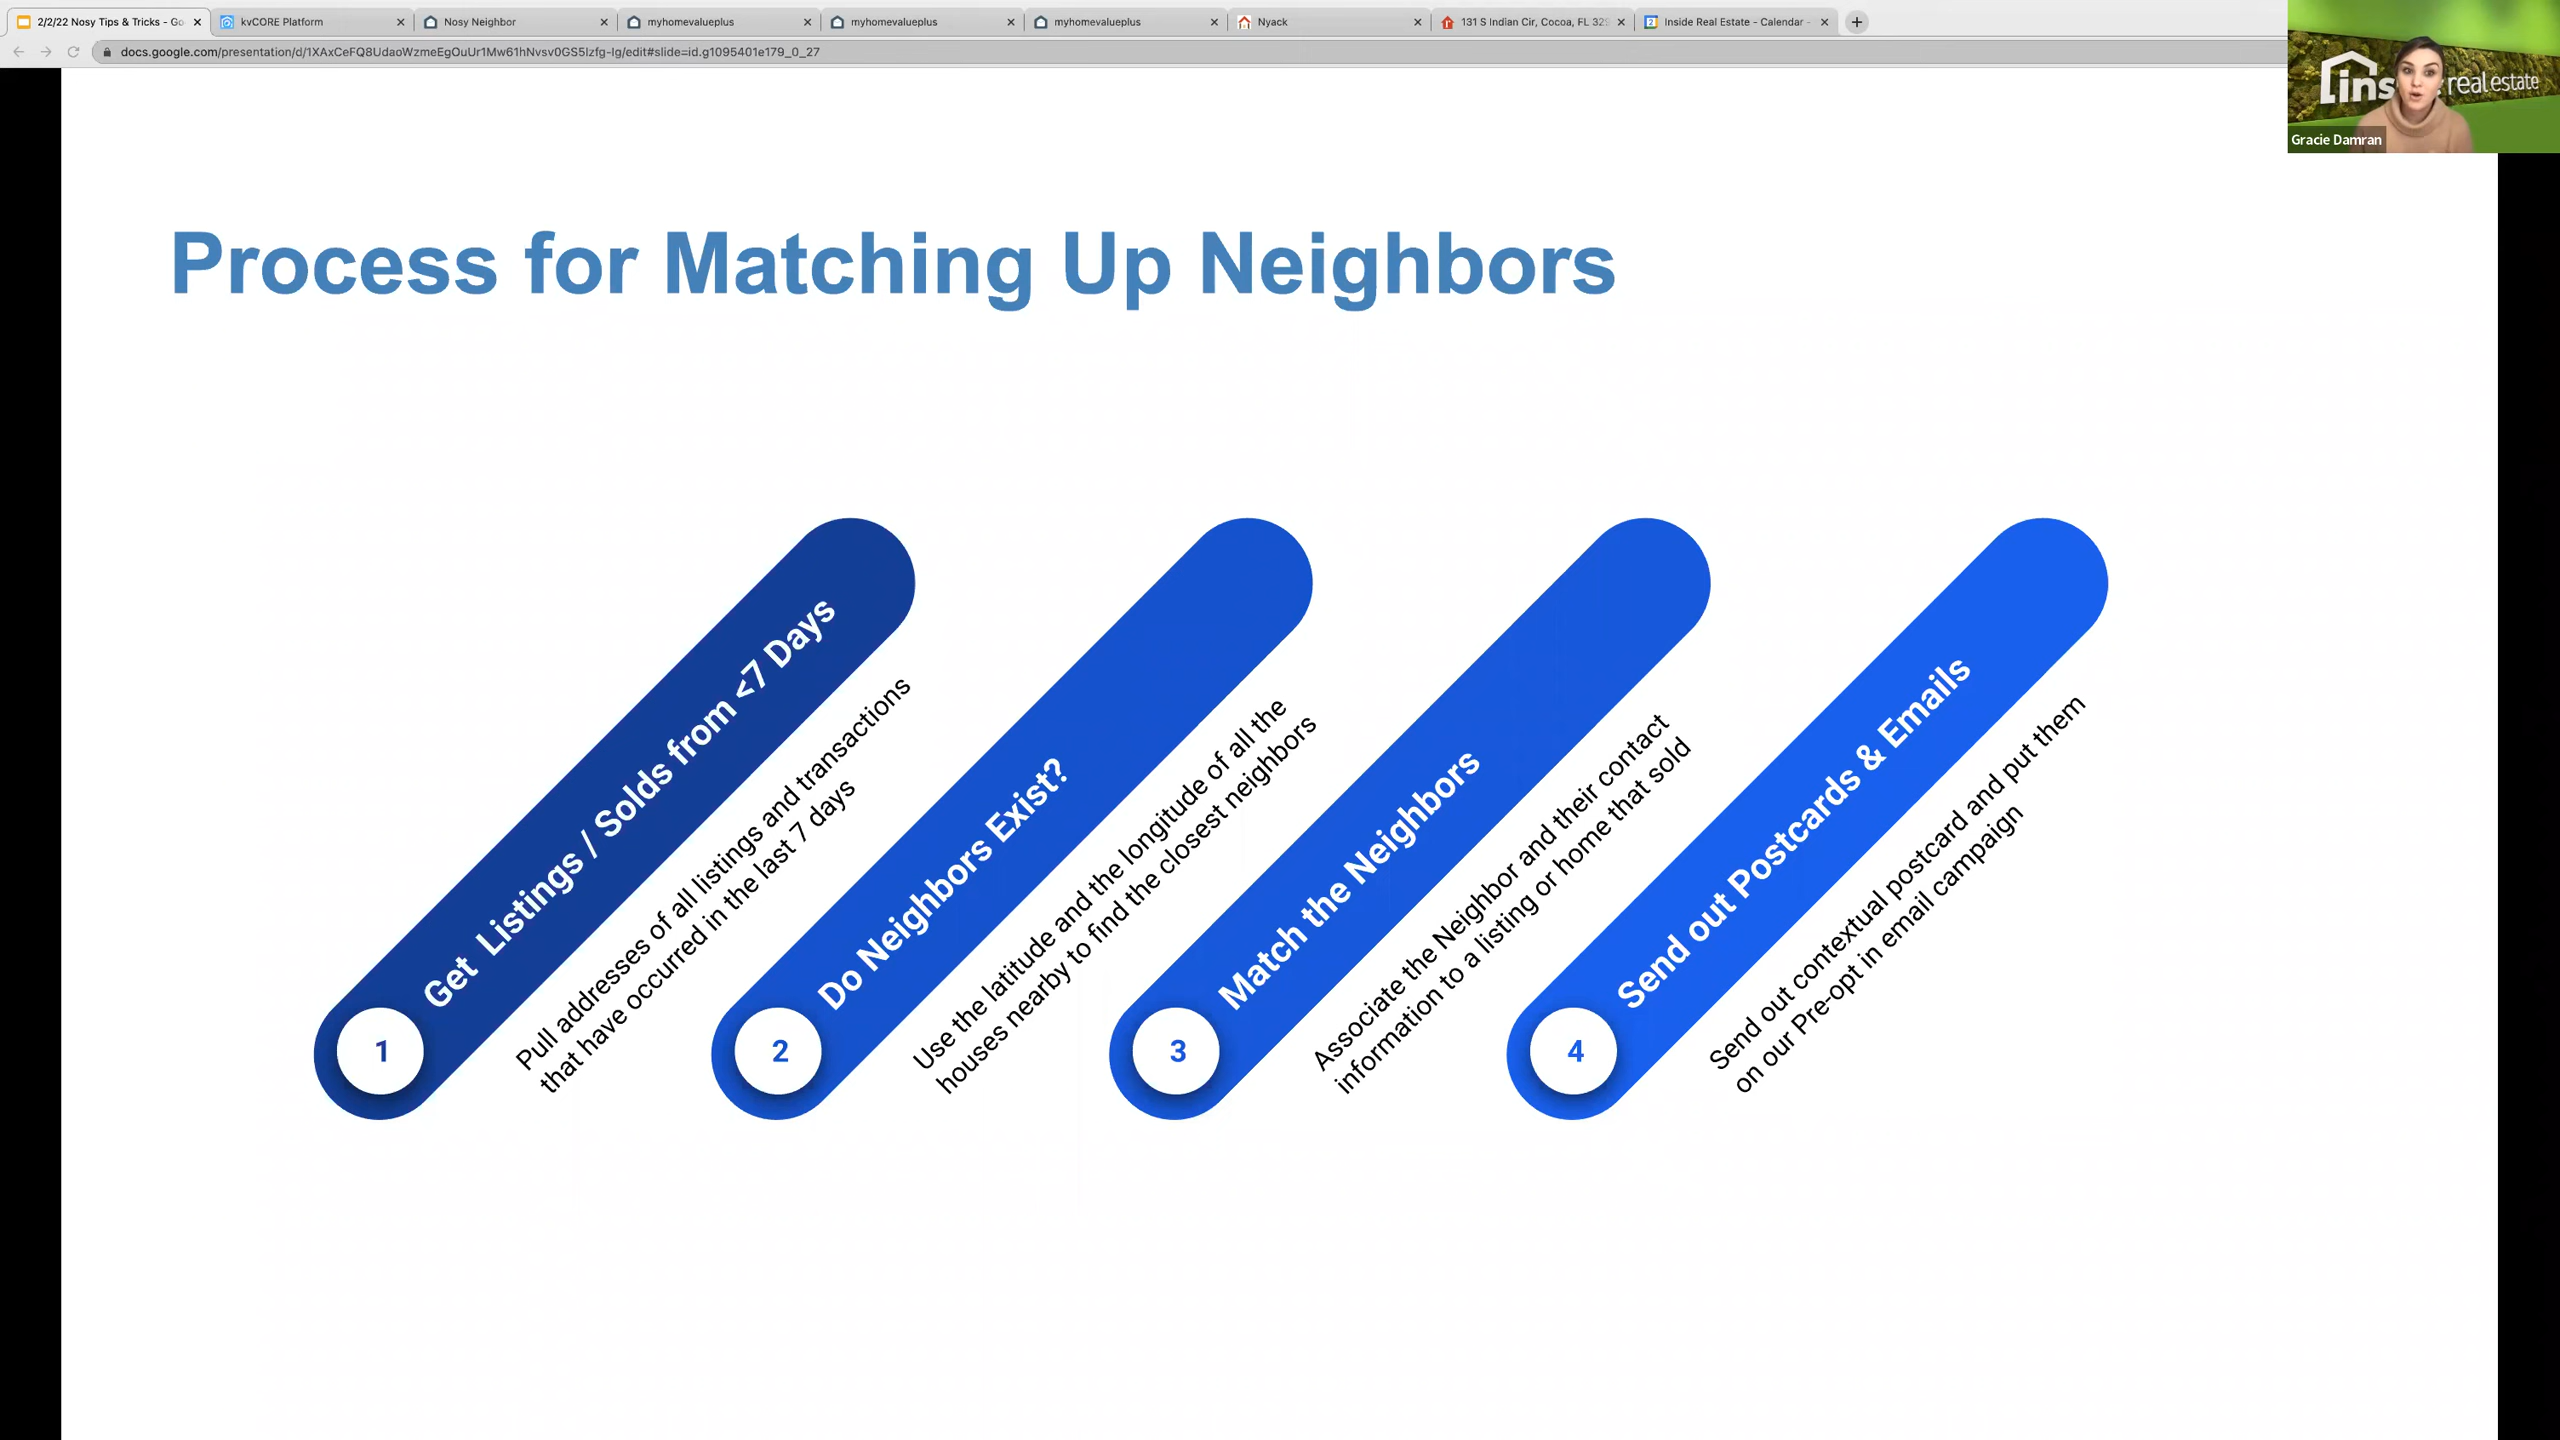 2/2/22 Nosy Tips & Tricks - Go
kvCORE Platform
Nosy Neighbor
myhomevalueplus
myhomevalueplus
myhomevalueplus
Nyack
131 S Indian Cir, Cocoa, FL 329
Inside Real Estate - Calendar -
docs.google.com/presentation/d/1XAxCeFQ8UdaoWzmeEgOuUr1Mw61hNvsv0GS5Izfg-Ig/edit#slide=id.g1095401e179_0_27
ins real estate
Gracie Damran
Process for Matching Up Neighbors
1
Get Listings / Solds from <7 Days
Pull addresses of all listings and transactions
that have occurred in the last 7 days
2
Do Neighbors Exist?
Use the latitude and the longitude of all the
houses nearby to find the closest neighbors
3
Match the Neighbors
Associate the Neighbor and their contact
information to a listing or home that sold
4
Send out Postcards & Emails
Send out contextual postcard and put them
on our Pre-opt in email campaign